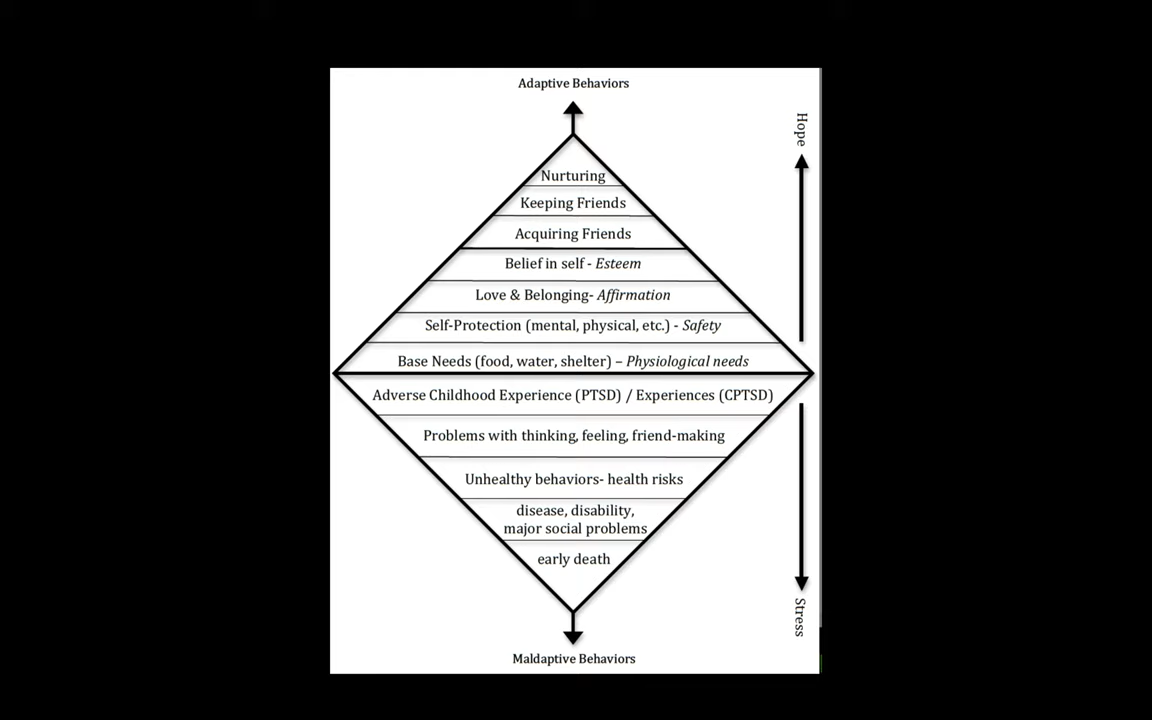 Adaptive Behaviors
Hope
Nurturing
Keeping Friends
Acquiring Friends
Belief in self - Esteem
Love & Belonging- Affirmation
Self-Protection (mental, physical, etc.) - Safety
Base Needs (food, water, shelter) – Physiological needs
Adverse Childhood Experience (PTSD) / Experiences (CPTSD)
Problems with thinking, feeling, friend-making
Unhealthy behaviors- health risks
disease, disability,
major social problems
early death
Stress
Maldaptive Behaviors